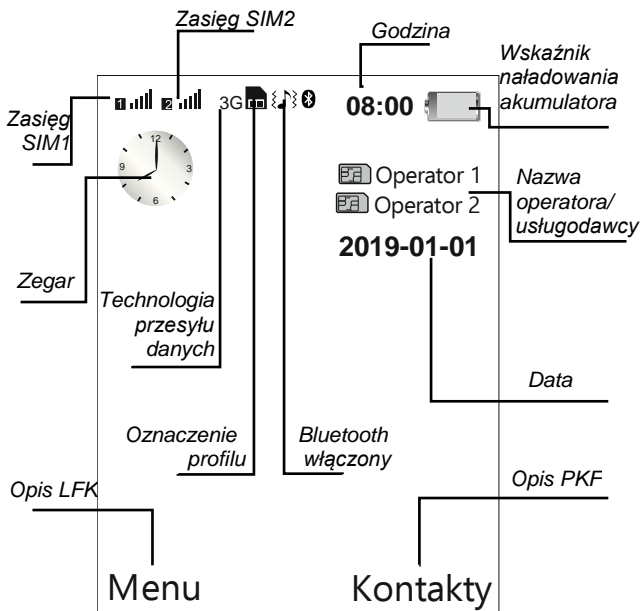 Zasięg SIM2
Godzina
Wskaźnik
naładowania
akumulatora
Zasięg
SIM1
1
2
3G
08:00
12
9
3
6
Operator 1
Operator 2
2019-01-01
Nazwa
operatora/
usługodawcy
Zegar
Technologia
przesyłu
danych
Data
Oznaczenie
profilu
Bluetooth
włączony
Opis LFK
Opis PKF
Menu
Kontakty